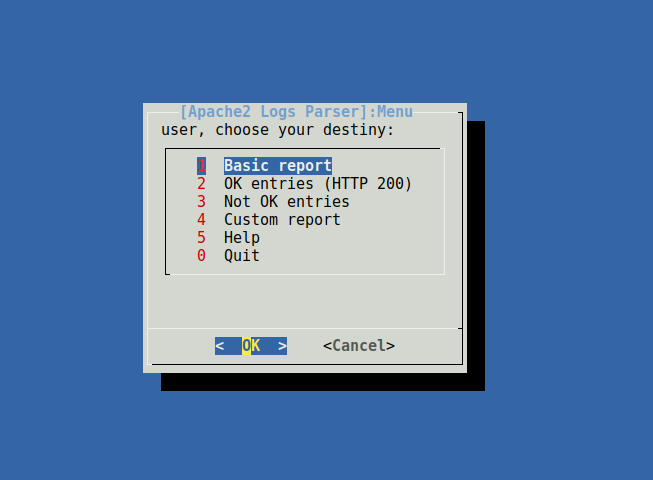 [Apache2 Logs Parser]:Menu
user, choose your destiny:
1 Basic report
2 OK entries (HTTP 200)
3 Not OK entries
4 Custom report
5 Help
0 Quit
< OK > <Cancel>